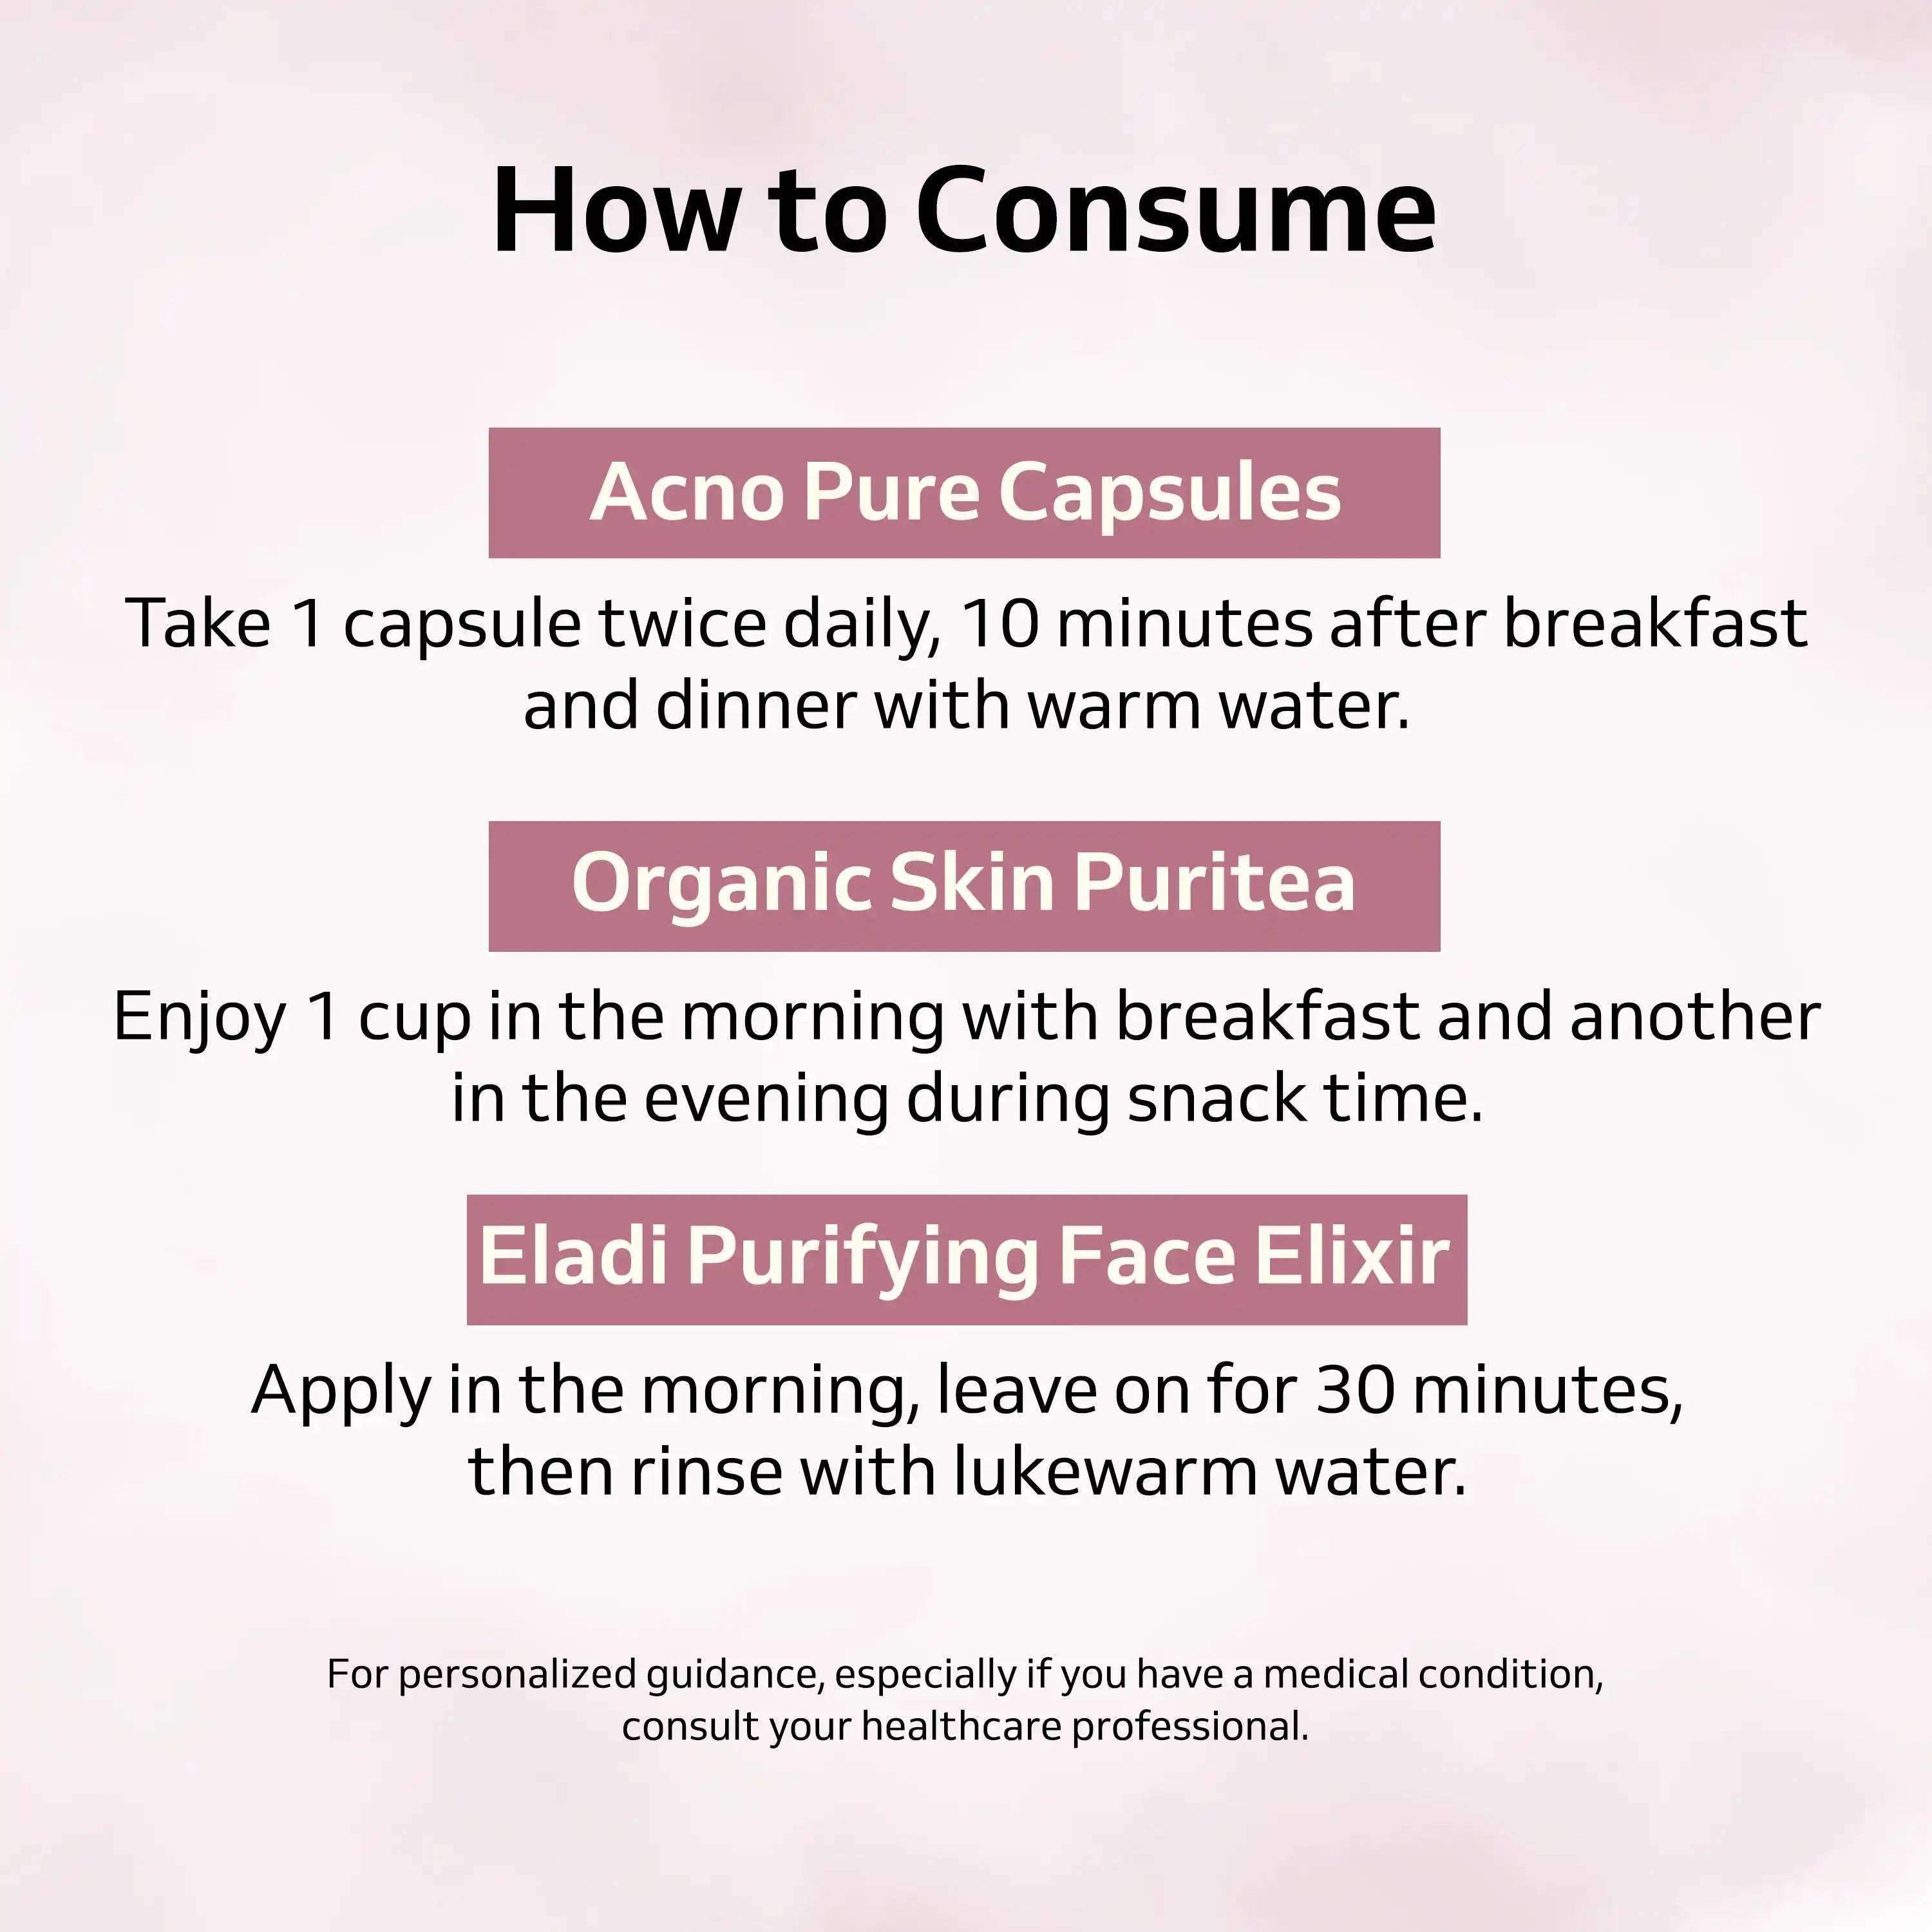 How to Consume
Acno Pure Capsules
Take 1 capsule twice daily, 10 minutes after breakfast
and dinner with warm water.
Organic Skin Puritea
Enjoy 1 cup in the morning with breakfast and another
in the evening during snack time.
Eladi Purifying Face Elixir
Apply in the morning, leave on for 30 minutes,
then rinse with lukewarm water.
For personalized guidance, especially if you have a medical condition,
consult your healthcare professional.